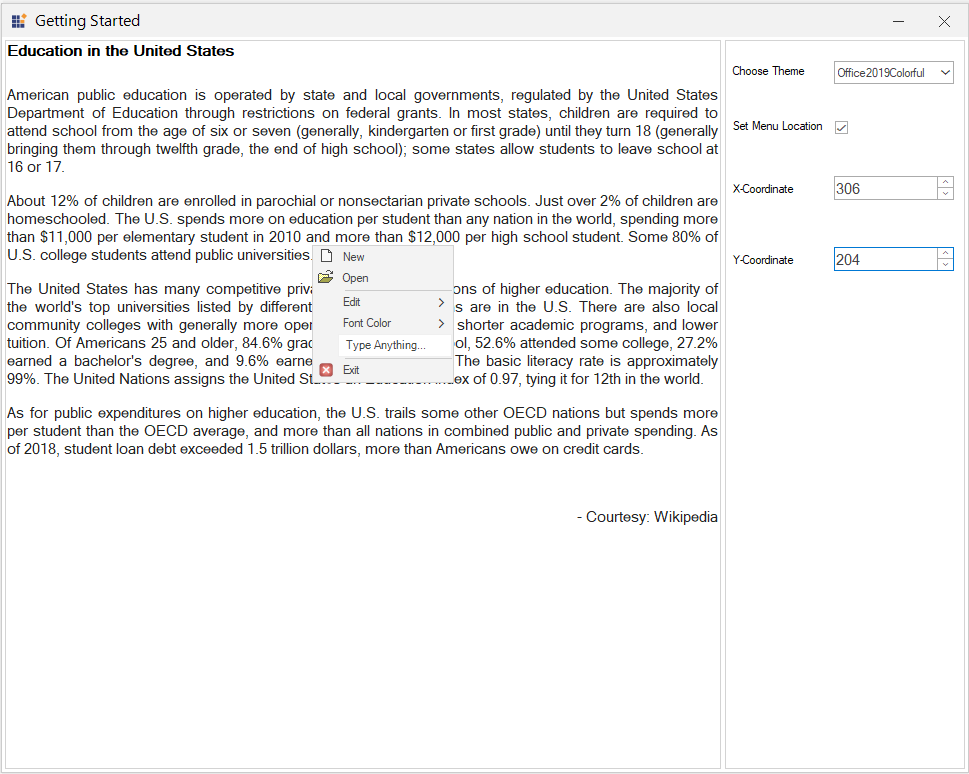 Getting Started
Education in the United States
American public education is operated by state and local governments, regulated by the United States
Department of Education through restrictions on federal grants. In most states, children are required to
attend school from the age of six or seven (generally, kindergarten or first grade) until they turn 18 (generally
bringing them through twelfth grade, the end of high school); some states allow students to leave school at
16 or 17.
About 12% of children are enrolled in parochial or nonsectarian private schools. Just over 2% of children are
homeschooled. The U.S. spends more on education per student than any nation in the world, spending more
than $11,000 per elementary student in 2010 and more than $12,000 per high school student. Some 80% of
U.S. college students attend public universities.
The United States has many competitive ons of higher education. The majority of
the world's top universities listed by different are in the U.S. There are also local
community colleges with generally more shorter academic programs, and lower
tuition. Of Americans 25 and older, 84.6% 52.6% attended some college, 27.2%
earned a bachelor's degree, and 9.6% The basic literacy rate is approximately
99%. The United Nations assigns the United of 0.97, tying it for 12th in the world.
As for public expenditures on higher education, the U.S. trails some other OECD nations but spends more
per student than the OECD average, and more than all nations in combined public and private spending. As
of 2018, student loan debt exceeded 1.5 trillion dollars, more than Americans owe on credit cards.
- Courtesy: Wikipedia
New
Open
Edit
Font Color
Type Anything...
Exit
Choose Theme
Office2019Colorful
Set Menu Location
X-Coordinate
306
Y-Coordinate
204